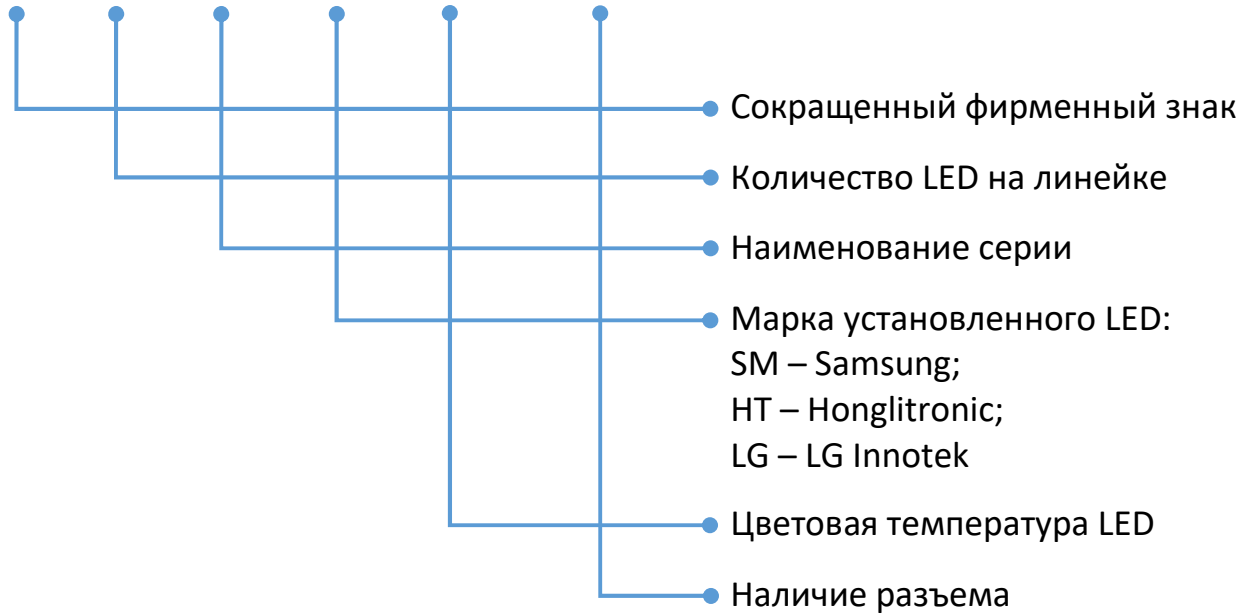 Сокращенный фирменный знак
Количество LED на линейке
Наименование серии
Марка установленного LED:
SM – Samsung;
HT – Honglitronic;
LG – LG Innotek
Цветовая температура LED
Наличие разъема